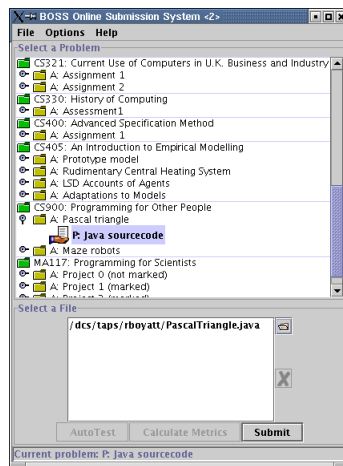 BOSS Online Submission System <2>
File Options Help
Select a Problem
CS321: Current Use of Computers in U.K. Business and Industry
A: Assignment 1
A: Assignment 2
CS330: History of Computing
A: Assessment1
CS400: Advanced Specification Method
A: Assignment 1
CS405: An Introduction to Empirical Modelling
A: Prototype model
A: Rudimentary Central Heating System
A: LSD Accounts of Agents
A: Adaptations to Models
CS900: Programming for Other People
A: Pascal triangle
P: Java sourcecode
A: Maze robots
MA117: Programming for Scientists
A: Project 0 (not marked)
A: Project 1 (marked)
A: Project 2 (marked)
Select a File
/dcs/taps/rboyatt/PascalTriangle.java
AutoTest Calculate Metrics Submit
Current problem: P: Java sourcecode